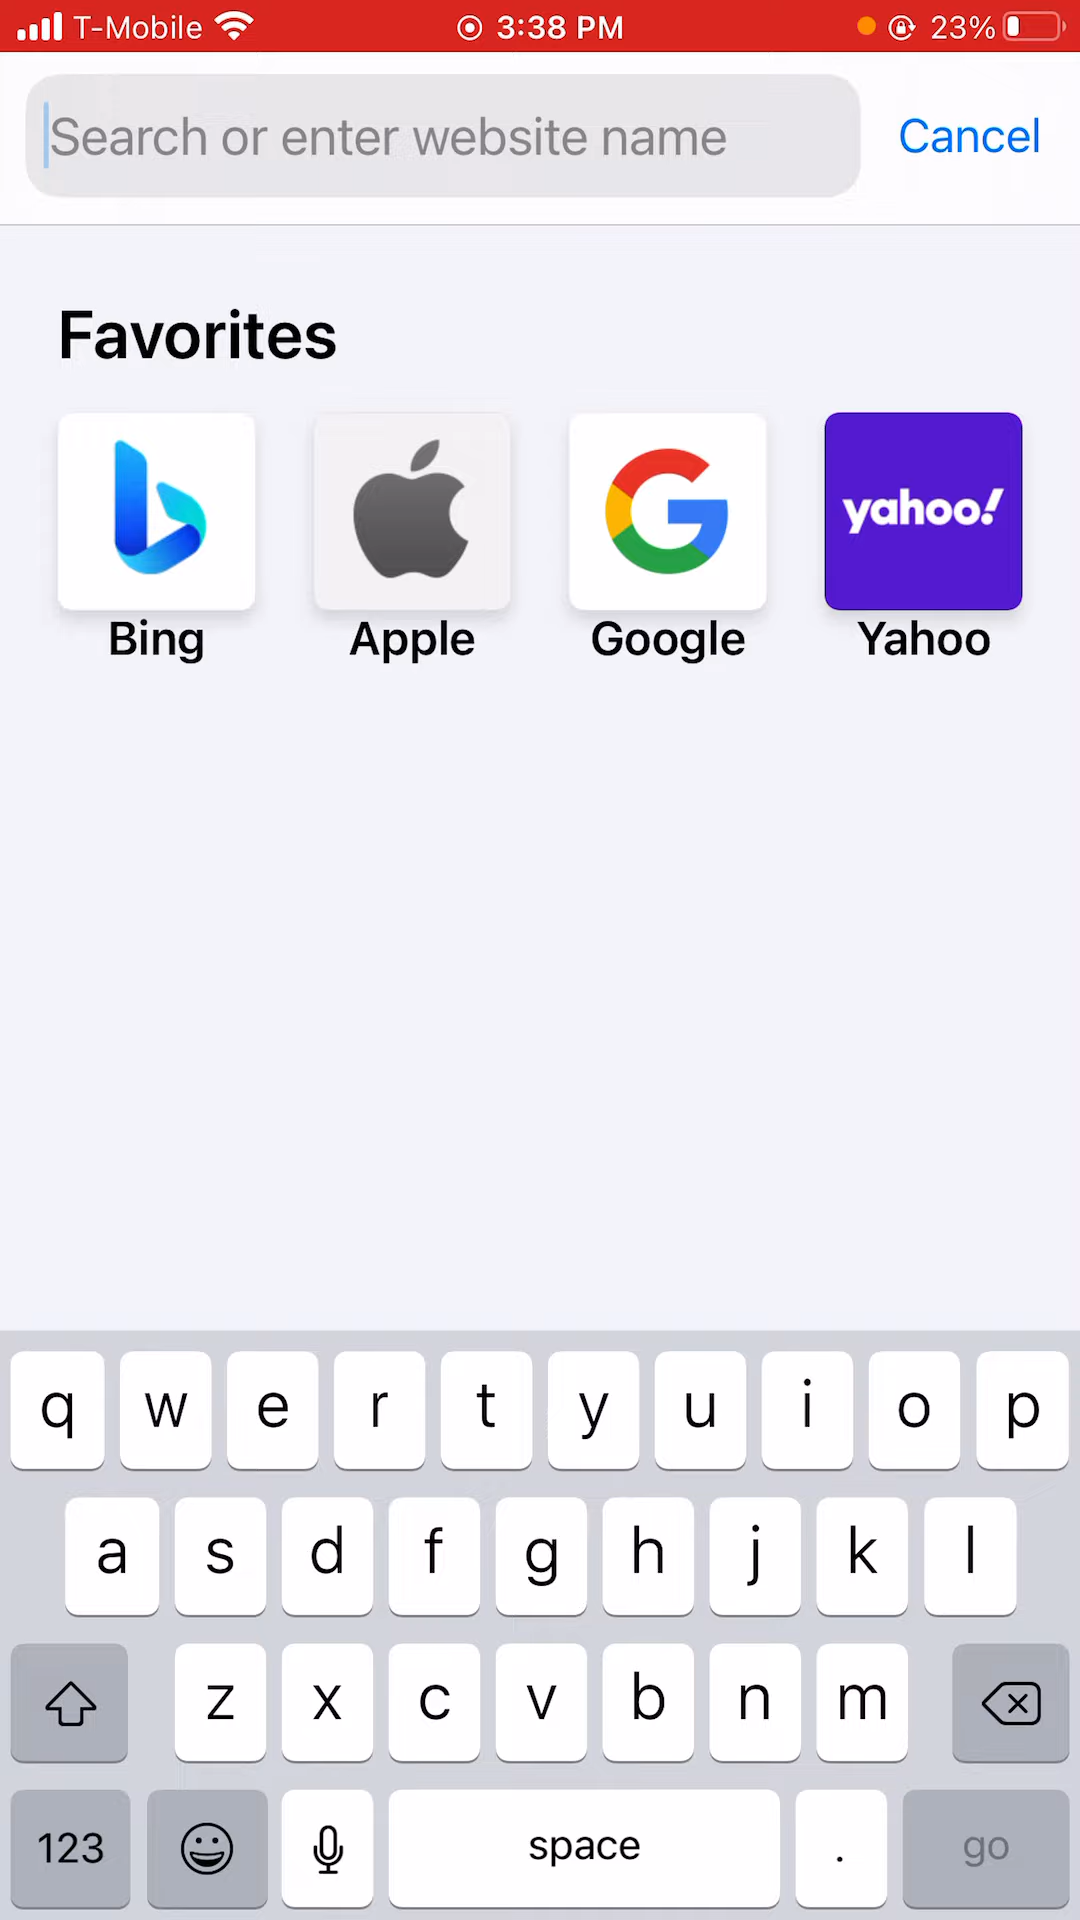 T-Mobile 3:38 PM 23%
Search or enter website name Cancel
Favorites
yahoo!
Bing Apple Google Yahoo
q w e r t y u i o p
a s d f g h j k l
z x c v b n m
123 space . go